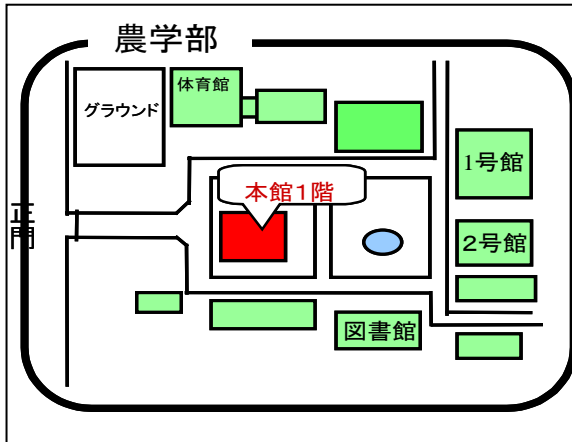 農学部
体育館
グラウンド
1号館
本館１階
正門
２号館
図書館